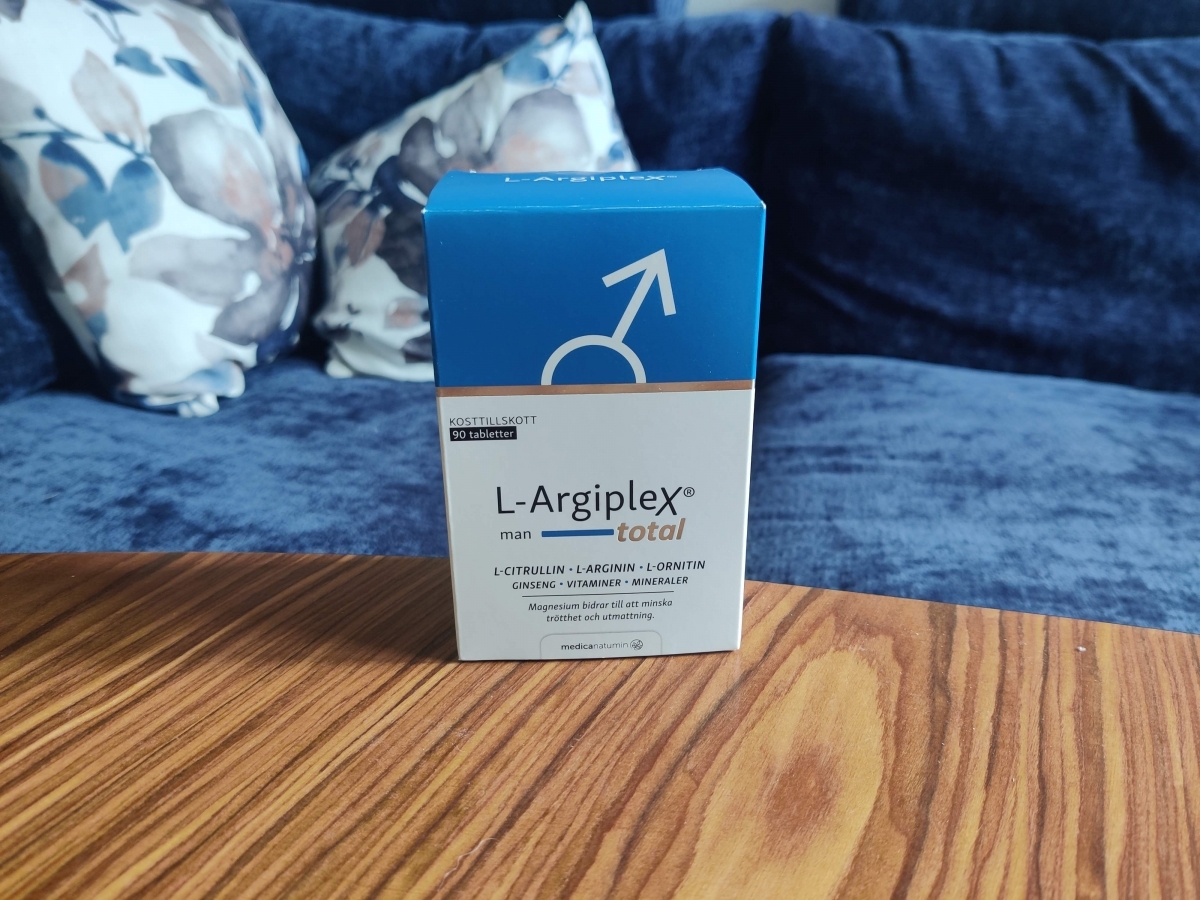 L-Argiplex®
KOSTTILLSKOTT
90 tabletter
L-Argiplex®
man total
L-CITRULLIN • L-ARGININ • L-ORNITIN
GINSENG • VITAMINER • MINERALER
Magnesium bidrar till att minska
trötthet och utmattning.
medicanatumin